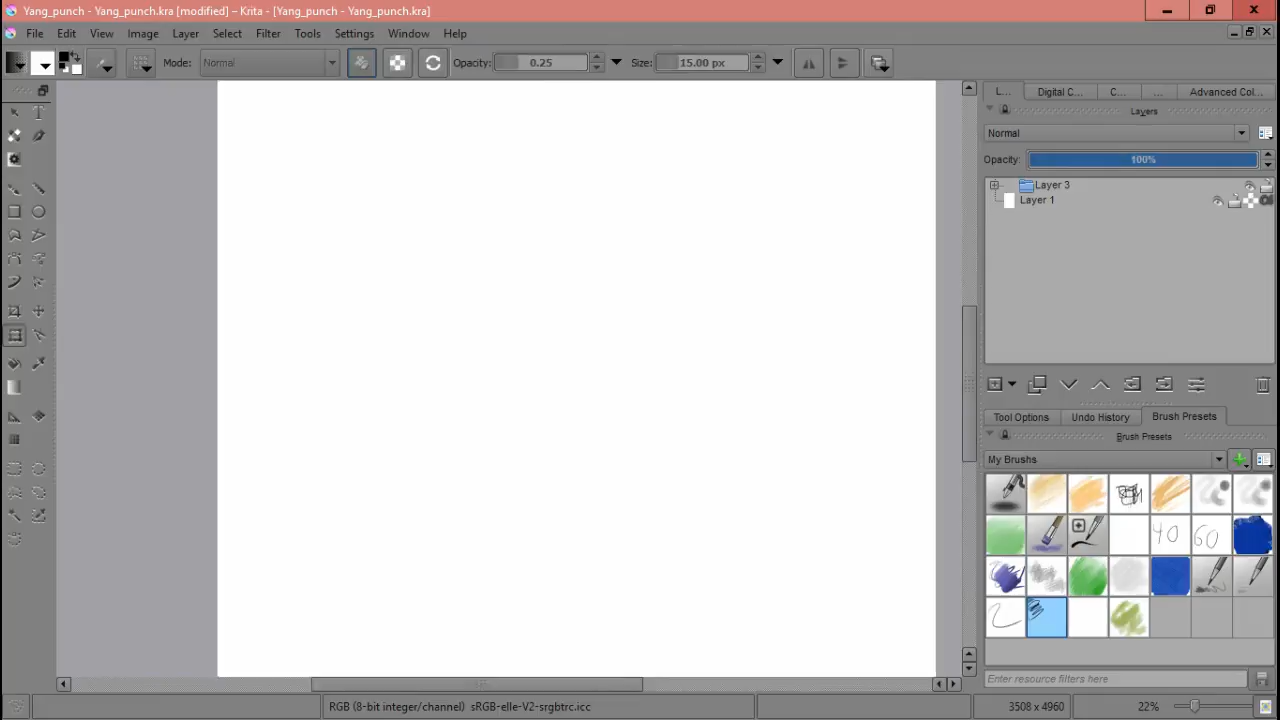 Yang_punch - Yang_punch.kra [modified] – Krita - [Yang_punch - Yang_punch.kra]
File Edit View Image Layer Select Filter Tools Settings Window Help
Mode: Normal Opacity: 0.25 Size: 15.00 px
L... Digital C... C... ... Advanced Col...
Layers
Normal
Opacity: 100%
Layer 3
Layer 1
Tool Options Undo History Brush Presets
Brush Presets
My Brushes
40 60
Enter resource filters here
RGB (8-bit integer/channel) sRGB-elle-V2-srgbtrc.icc 3508 x 4960 22%